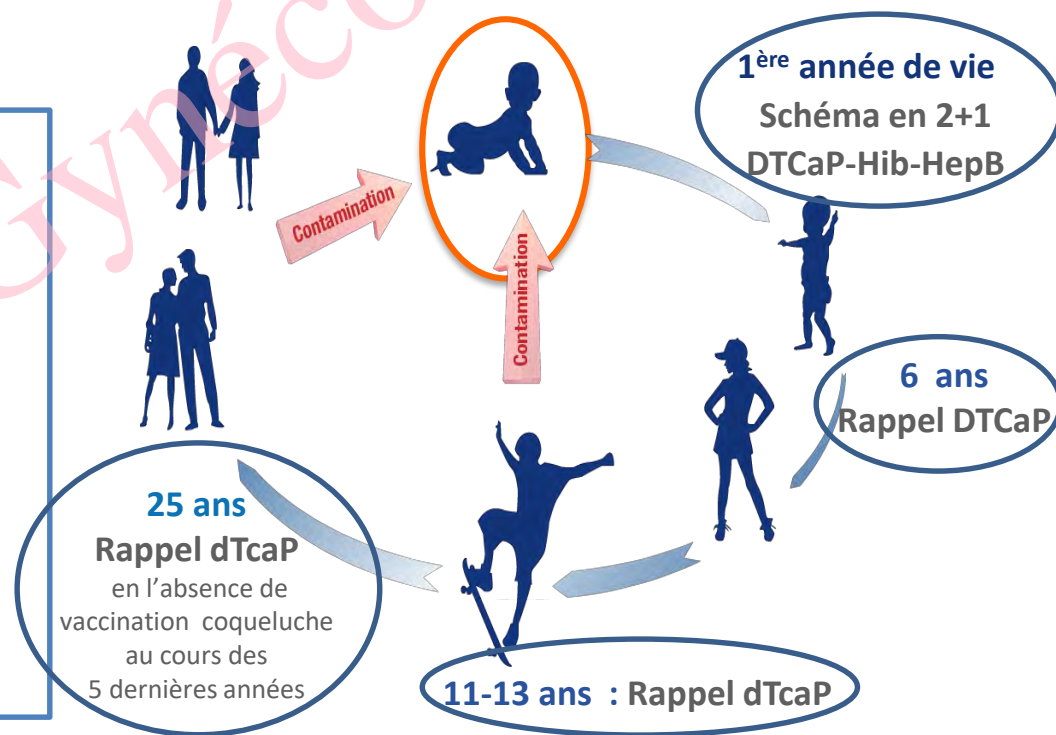 Gynéco
1ère année de vie
Schéma en 2+1
DTCaP-Hib-HepB
Contamination
Contamination
6 ans
Rappel DTCaP
25 ans
Rappel dTcaP
en l'absence de
vaccination coqueluche
au cours des
5 dernières années
11-13 ans : Rappel dTcaP